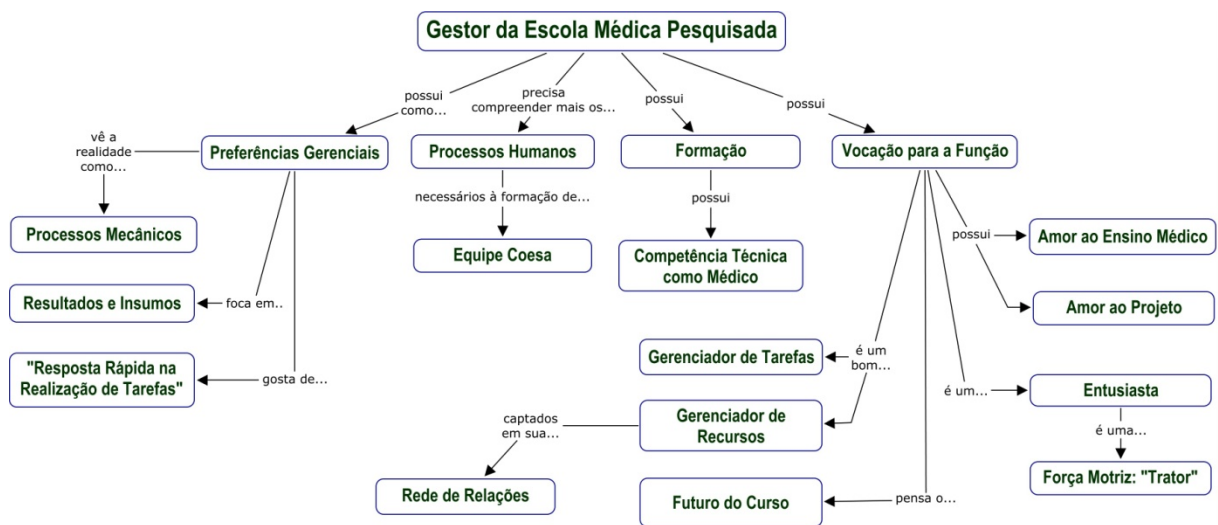 Gestor da Escola Médica Pesquisada
possui
como...
precisa
compreender mais os...
possui
possui
vê a
realidade
como...
Preferências Gerenciais
Processos Humanos
Formação
Vocação para a Função
necessários à formação de...
possui
Processos Mecânicos
Equipe Coesa
Competência Técnica
como Médico
possui
Amor ao Ensino Médico
Resultados e Insumos
foca em..
Amor ao Projeto
"Resposta Rápida na
Realização de Tarefas"
gosta de...
Gerenciador de Tarefas
é um
bom...
é um...
Entusiasta
captados
em sua...
Gerenciador de
Recursos
é uma...
Força Motriz: "Trator"
Rede de Relações
Futuro do Curso
pensa o...